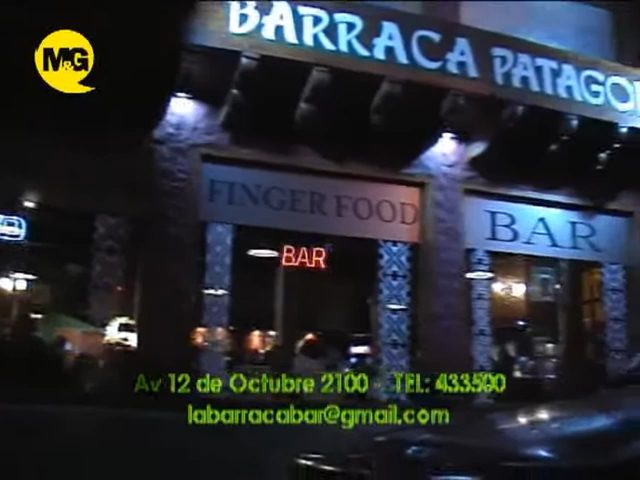 M&G
BARRACA PATAGO
FINGER FOOD
BAR
BAR
Av 12 de Octubre 2100 - TEL: 433500
labarracabar@gmail.com